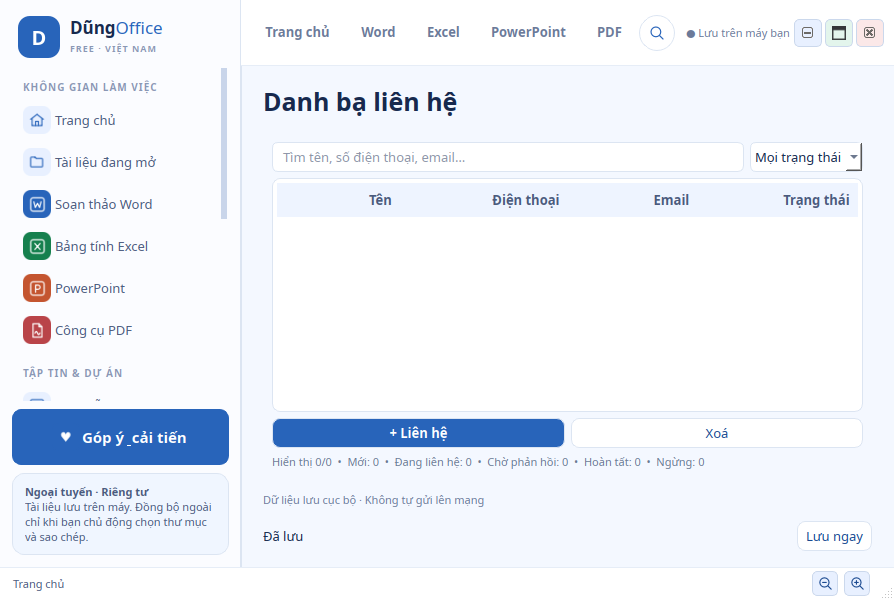 D
DũngOffice
FREE · VIỆT NAM
Trang chủ
Word
Excel
PowerPoint
PDF
● Lưu trên máy bạn
KHÔNG GIAN LÀM VIỆC
Trang chủ
Tài liệu đang mở
Soạn thảo Word
Bảng tính Excel
PowerPoint
Công cụ PDF
TẬP TIN & DỰ ÁN
♥ Góp ý _cải tiến
Ngoại tuyến · Riêng tư
Tài liệu lưu trên máy. Đồng bộ ngoài
chỉ khi bạn chủ động chọn thư mục
và sao chép.
Danh bạ liên hệ
Tìm tên, số điện thoại, email...
Mọi trạng thái
Tên
Điện thoại
Email
Trạng thái
+ Liên hệ
Xoá
Hiển thị 0/0 • Mới: 0 • Đang liên hệ: 0 • Chờ phản hồi: 0 • Hoàn tất: 0 • Ngừng: 0
Dữ liệu lưu cục bộ · Không tự gửi lên mạng
Đã lưu
Lưu ngay
Trang chủ